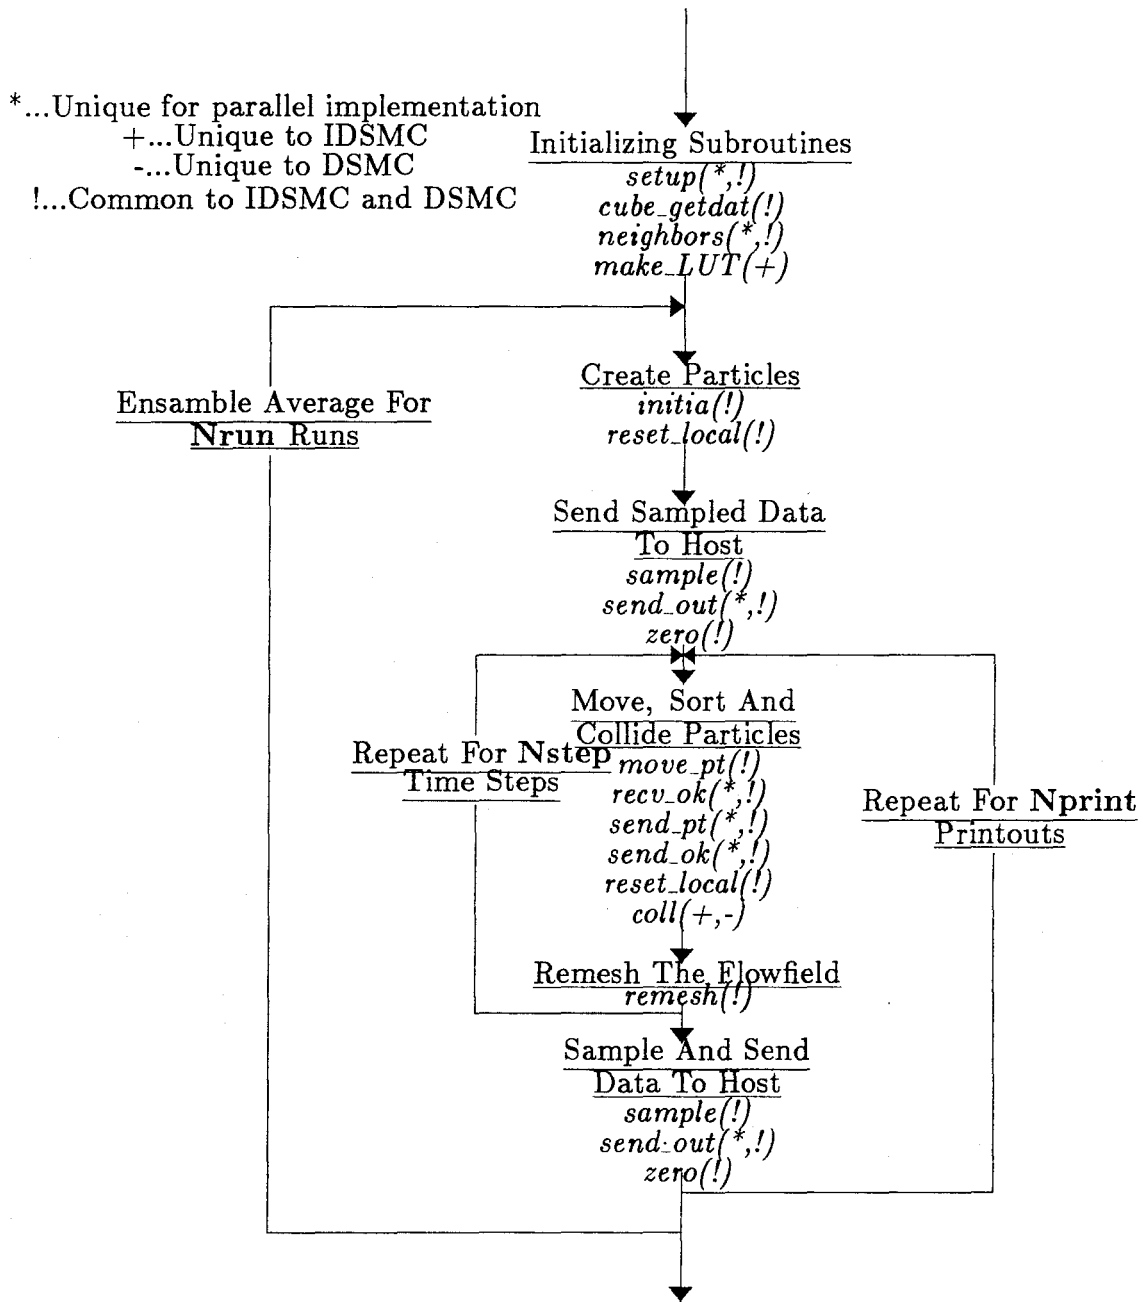 *...Unique for parallel implementation
+...Unique to IDSMC
-...Unique to DSMC
!...Common to IDSMC and DSMC
Initializing Subroutines
setup(*,!)
cube_getdat(!)
neighbors(*,!)
make_LUT(+)
Create Particles
initia(!)
reset_local(!)
Ensamble Average For
Nrun Runs
Send Sampled Data
To Host
sample(!)
send_out(*,!)
zero(!)
Move, Sort And
Collide Particles
move_pt(!)
recv_ok(*,!)
send_pt(*,!)
send_ok(*,!)
reset_local(!)
coll(+,-)
Repeat For Nstep
Time Steps
Repeat For Nprint
Printouts
Remesh The Flowfield
remesh(!)
Sample And Send
Data To Host
sample(!)
send_out(*,!)
zero(!)